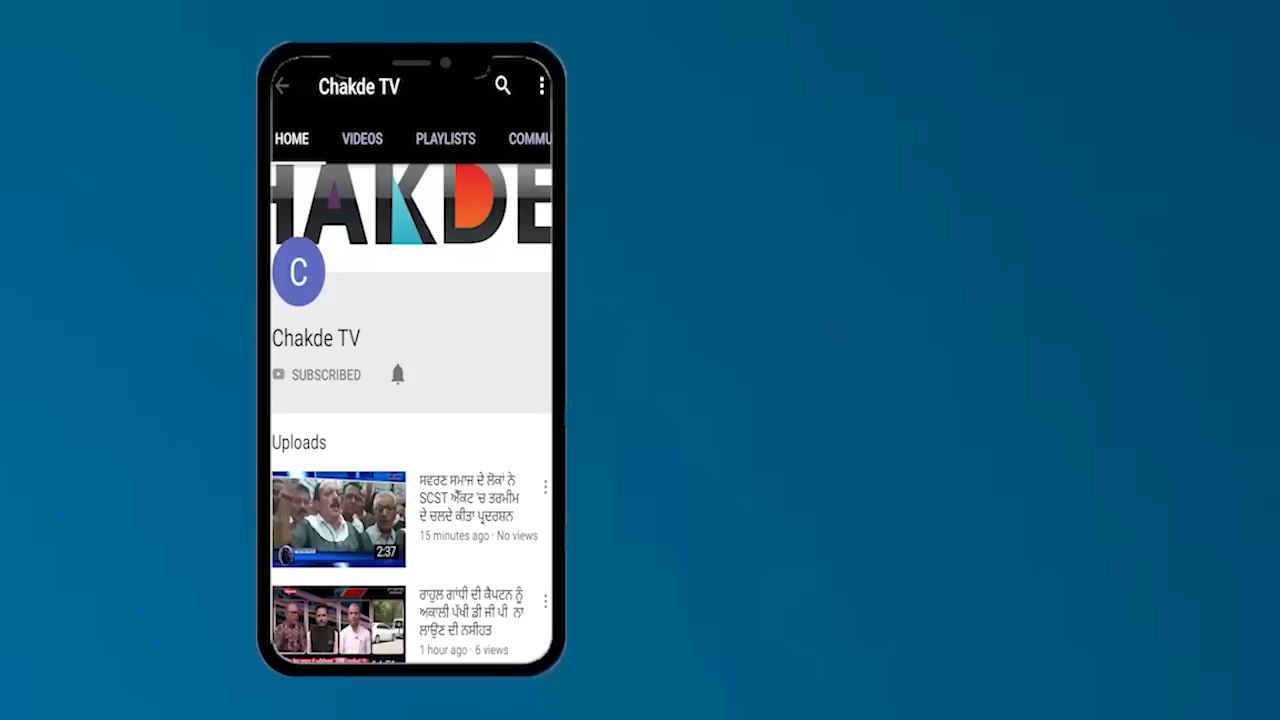 Chakde TV
HOME VIDEOS PLAYLISTS COMMU
HAKDE
C
Chakde TV
SUBSCRIBED
Uploads
ਸਵਰਣ ਸਮਾਜ ਦੇ ਲੋਕਾਂ ਨੇ
SCST ਐਕਟ 'ਚ ਤਰਮੀਮ
ਦੇ ਚਲਦੇ ਕੀਤਾ ਪ੍ਰਦਰਸ਼ਨ
15 minutes ago · No views
2:37
ਰਾਹੁਲ ਗਾਂਧੀ ਦੀ ਕੈਪਟਨ ਨੂੰ
ਅਕਾਲੀ ਪੱਖੀ ਡੀ ਜੀ ਪੀ ਨਾ
ਲਾਉਣ ਦੀ ਨਸੀਹਤ
1 hour ago · 6 views